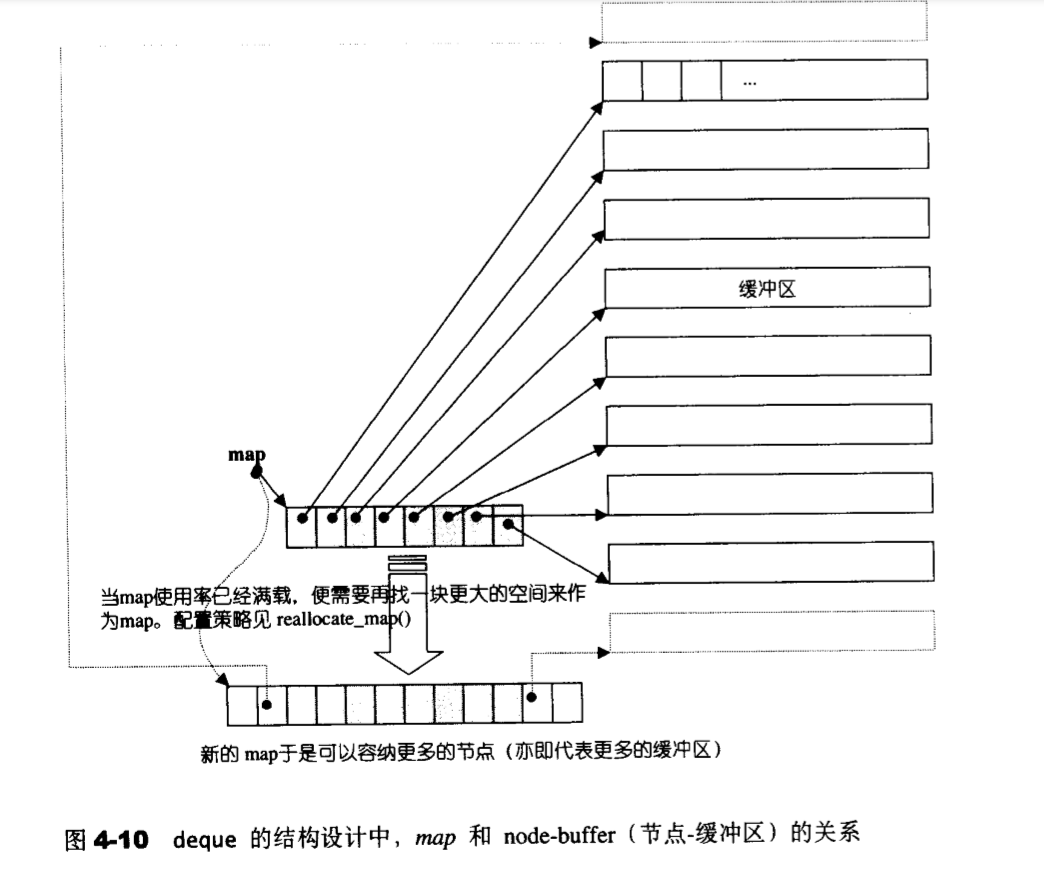 ...
缓冲区
map
当map使用率已经满载，便需要再找一块更大的空间来作
为map。配置策略见 reallocate_map()
新的 map于是可以容纳更多的节点（亦即代表更多的缓冲区）
图 4-10 deque 的结构设计中，map 和 node-buffer（节点-缓冲区）的关系